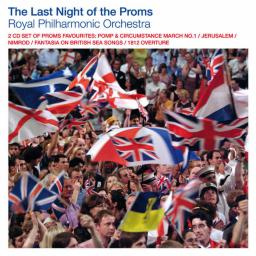 The Last Night of the Proms
Royal Philharmonic Orchestra
2 CD SET OF PROMS FAVOURITES: POMP & CIRCUMSTANCE MARCH NO.1 / JERUSALEM /
NIMROD / FANTASIA ON BRITISH SEA SONGS / 1812 OVERTURE